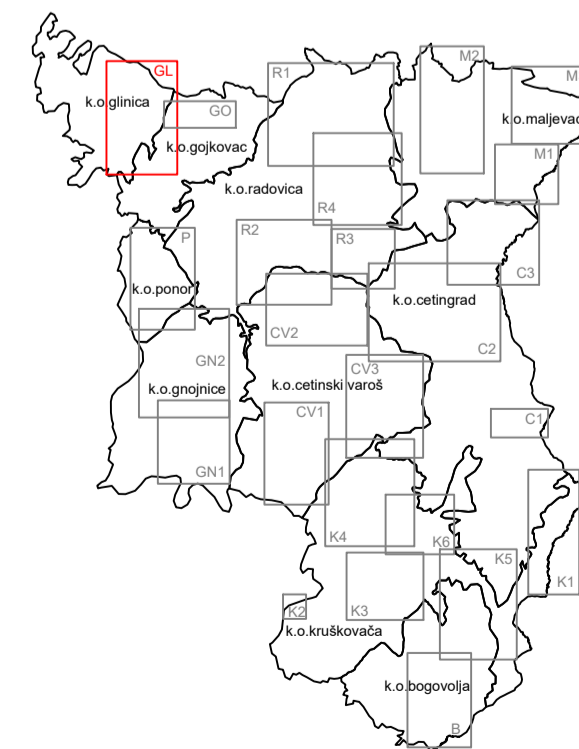 M2
GL
R1
M
k.o.glinica
GO
k.o.maljevac
k.o.gojkovac
M1
k.o.radovica
R4
R2
P
R3
C3
k.o.ponor
k.o.cetingrad
CV2
C2
GN2
CV3
k.o.cetinski varoš
k.o.gnojnice
CV1
C1
GN1
K4
K6
K5
K1
K2
K3
k.o.kruškovača
k.o.bogovolja
B